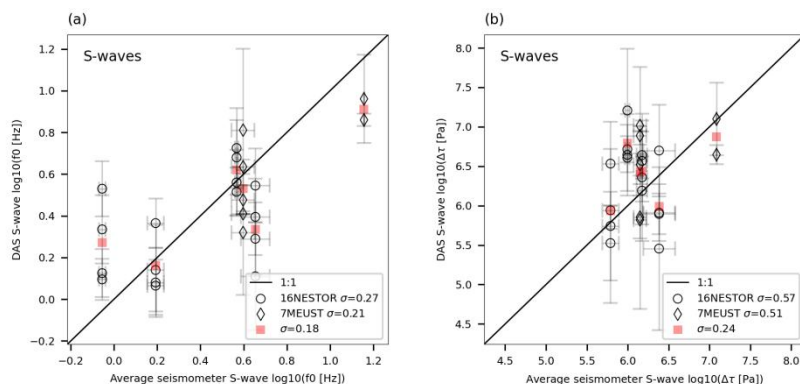 (a)
S-waves
DAS S-wave log10(f0 [Hz])
1.2
1.0
0.8
0.6
0.4
0.2
0.0
−0.2
1:1
16NESTOR σ=0.27
7MEUST σ=0.21
σ=0.18
−0.2 0.0 0.2 0.4 0.6 0.8 1.0 1.2
Average seismometer S-wave log10(f0 [Hz])
(b)
S-waves
DAS S-wave log10(Δτ [Pa])
8.0
7.5
7.0
6.5
6.0
5.5
5.0
4.5
1:1
16NESTOR σ=0.57
7MEUST σ=0.51
σ=0.24
4.5 5.0 5.5 6.0 6.5 7.0 7.5 8.0
Average seismometer S-wave log10(Δτ [Pa])